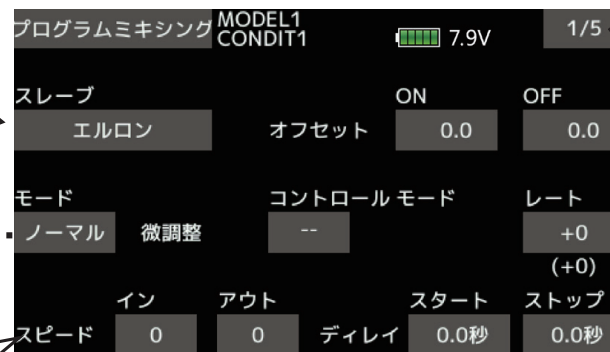 プログラムミキシング MODEL1 7.9V 1/5
CONDIT1
スレーブ ON OFF
エルロン オフセット 0.0 0.0
モード コントロール モード レート
ノーマル 微調整 -- +0
(+0)
イン アウト スタート ストップ
スピード 0 0 ディレイ 0.0秒 0.0秒